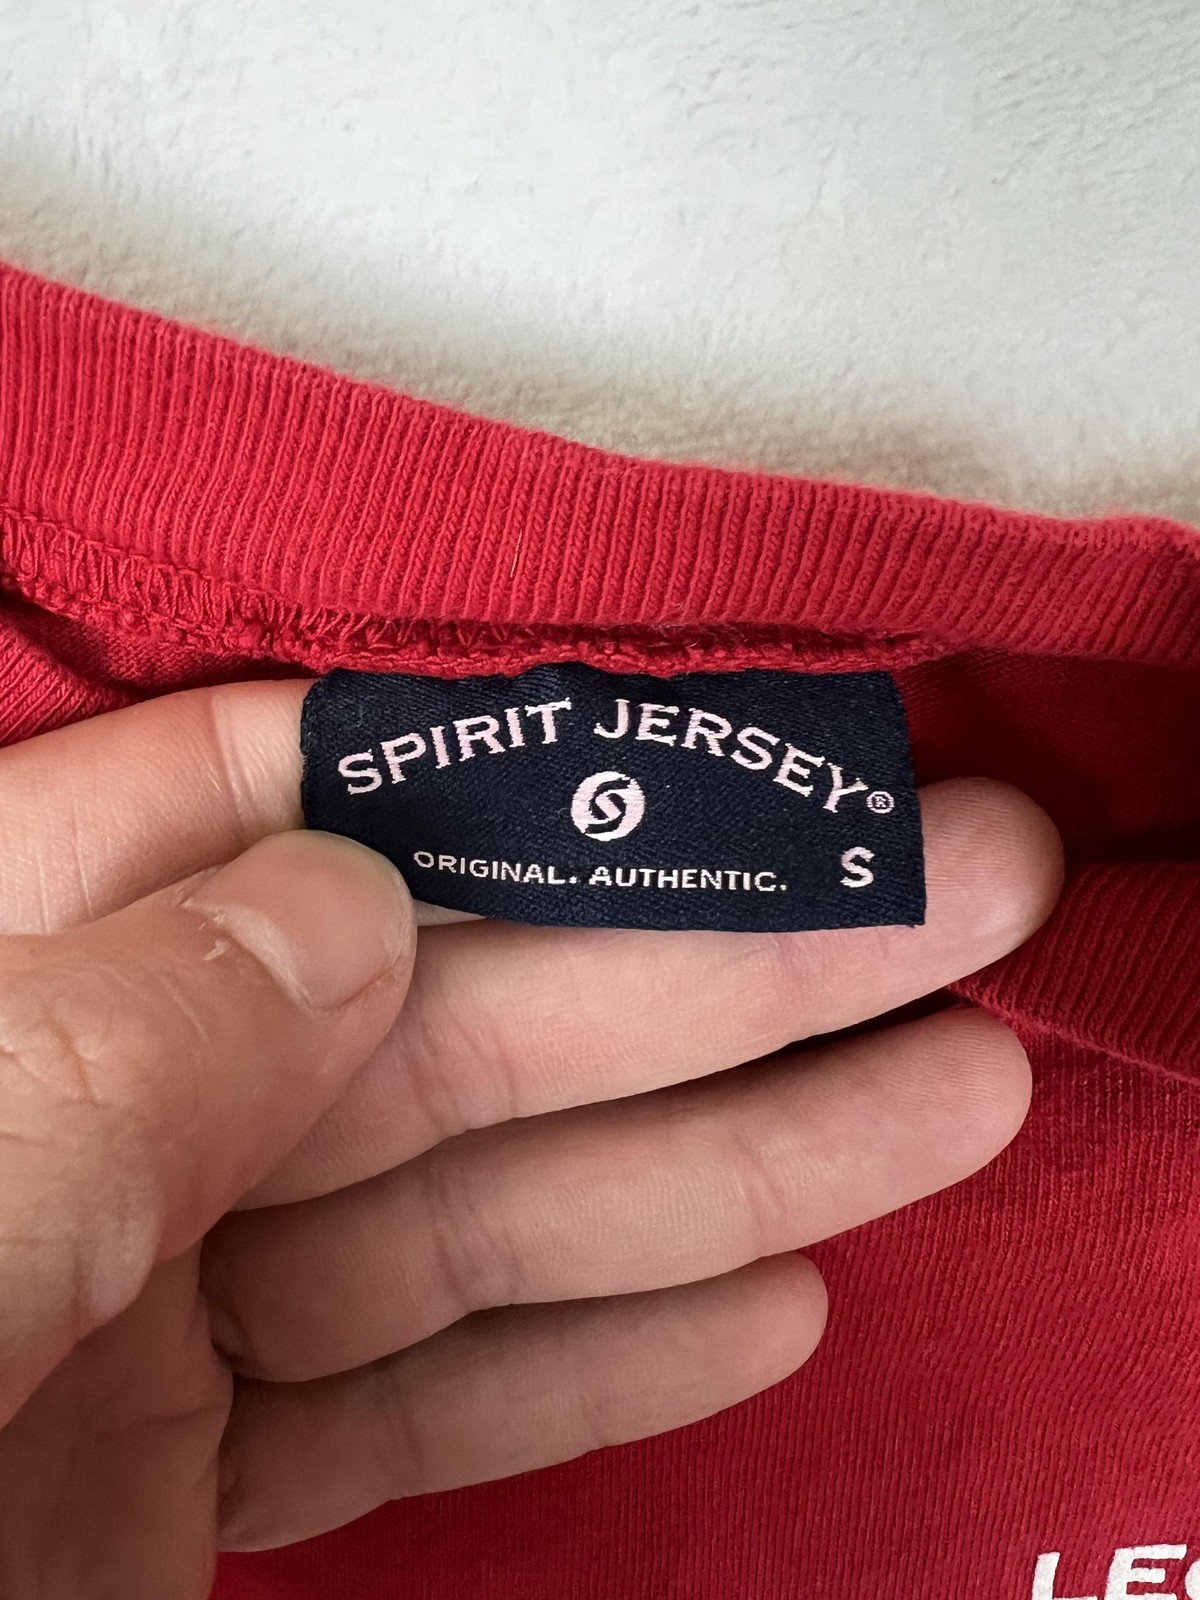 SPIRIT JERSEY®
ORIGINAL. AUTHENTIC.
S